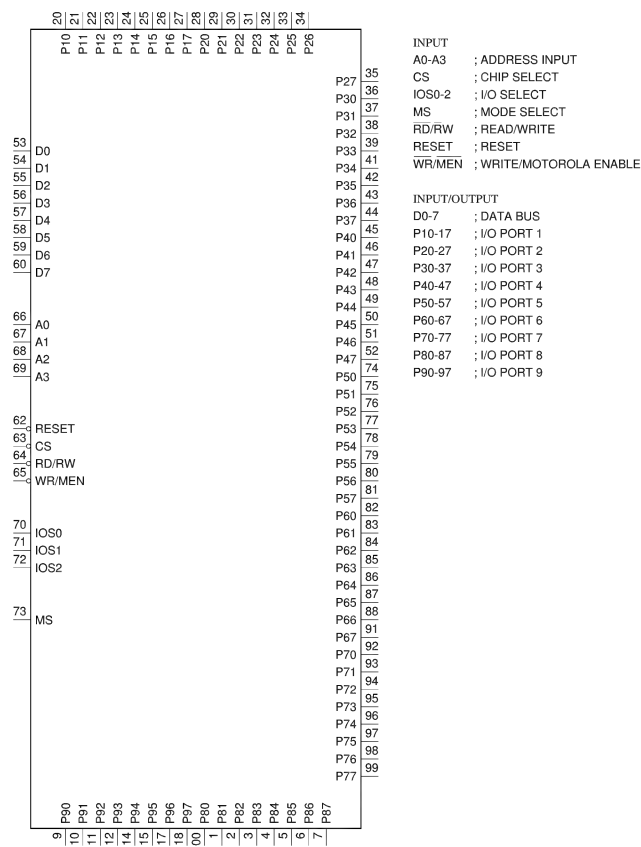 20 21 22 23 24 25 26 27 28 29 30 31 32 33 34
P10 P11 P12 P13 P14 P15 P16 P17 P20 P21 P22 P23 P24 P25 P26
53 D0
54 D1
55 D2
56 D3
57 D4
58 D5
59 D6
60 D7
66 A0
67 A1
68 A2
69 A3
62 RESET
63 CS
64 RD/RW
65 WR/MEN
70 IOS0
71 IOS1
72 IOS2
73 MS
P27 35
P30 36
P31 37
P32 38
P33 39
P34 41
P35 42
P36 43
P37 44
P40 45
P41 46
P42 47
P43 48
P44 49
P45 50
P46 51
P47 52
P50 74
P51 75
P52 76
P53 77
P54 78
P55 79
P56 80
P57 81
P60 82
P61 83
P62 84
P63 85
P64 86
P65 87
P66 88
P67 91
P70 92
P71 93
P72 94
P73 95
P74 96
P75 97
P76 98
P77 99
P90 P91 P92 P93 P94 P95 P96 P97 P80 P81 P82 P83 P84 P85 P86 P87
9 10 11 12 14 15 17 18 00 1 2 3 4 5 6 7
INPUT
A0-A3 ; ADDRESS INPUT
CS ; CHIP SELECT
IOS0-2 ; I/O SELECT
MS ; MODE SELECT
RD/RW ; READ/WRITE
RESET ; RESET
WR/MEN ; WRITE/MOTOROLA ENABLE
INPUT/OUTPUT
D0-7 ; DATA BUS
P10-17 ; I/O PORT 1
P20-27 ; I/O PORT 2
P30-37 ; I/O PORT 3
P40-47 ; I/O PORT 4
P50-57 ; I/O PORT 5
P60-67 ; I/O PORT 6
P70-77 ; I/O PORT 7
P80-87 ; I/O PORT 8
P90-97 ; I/O PORT 9